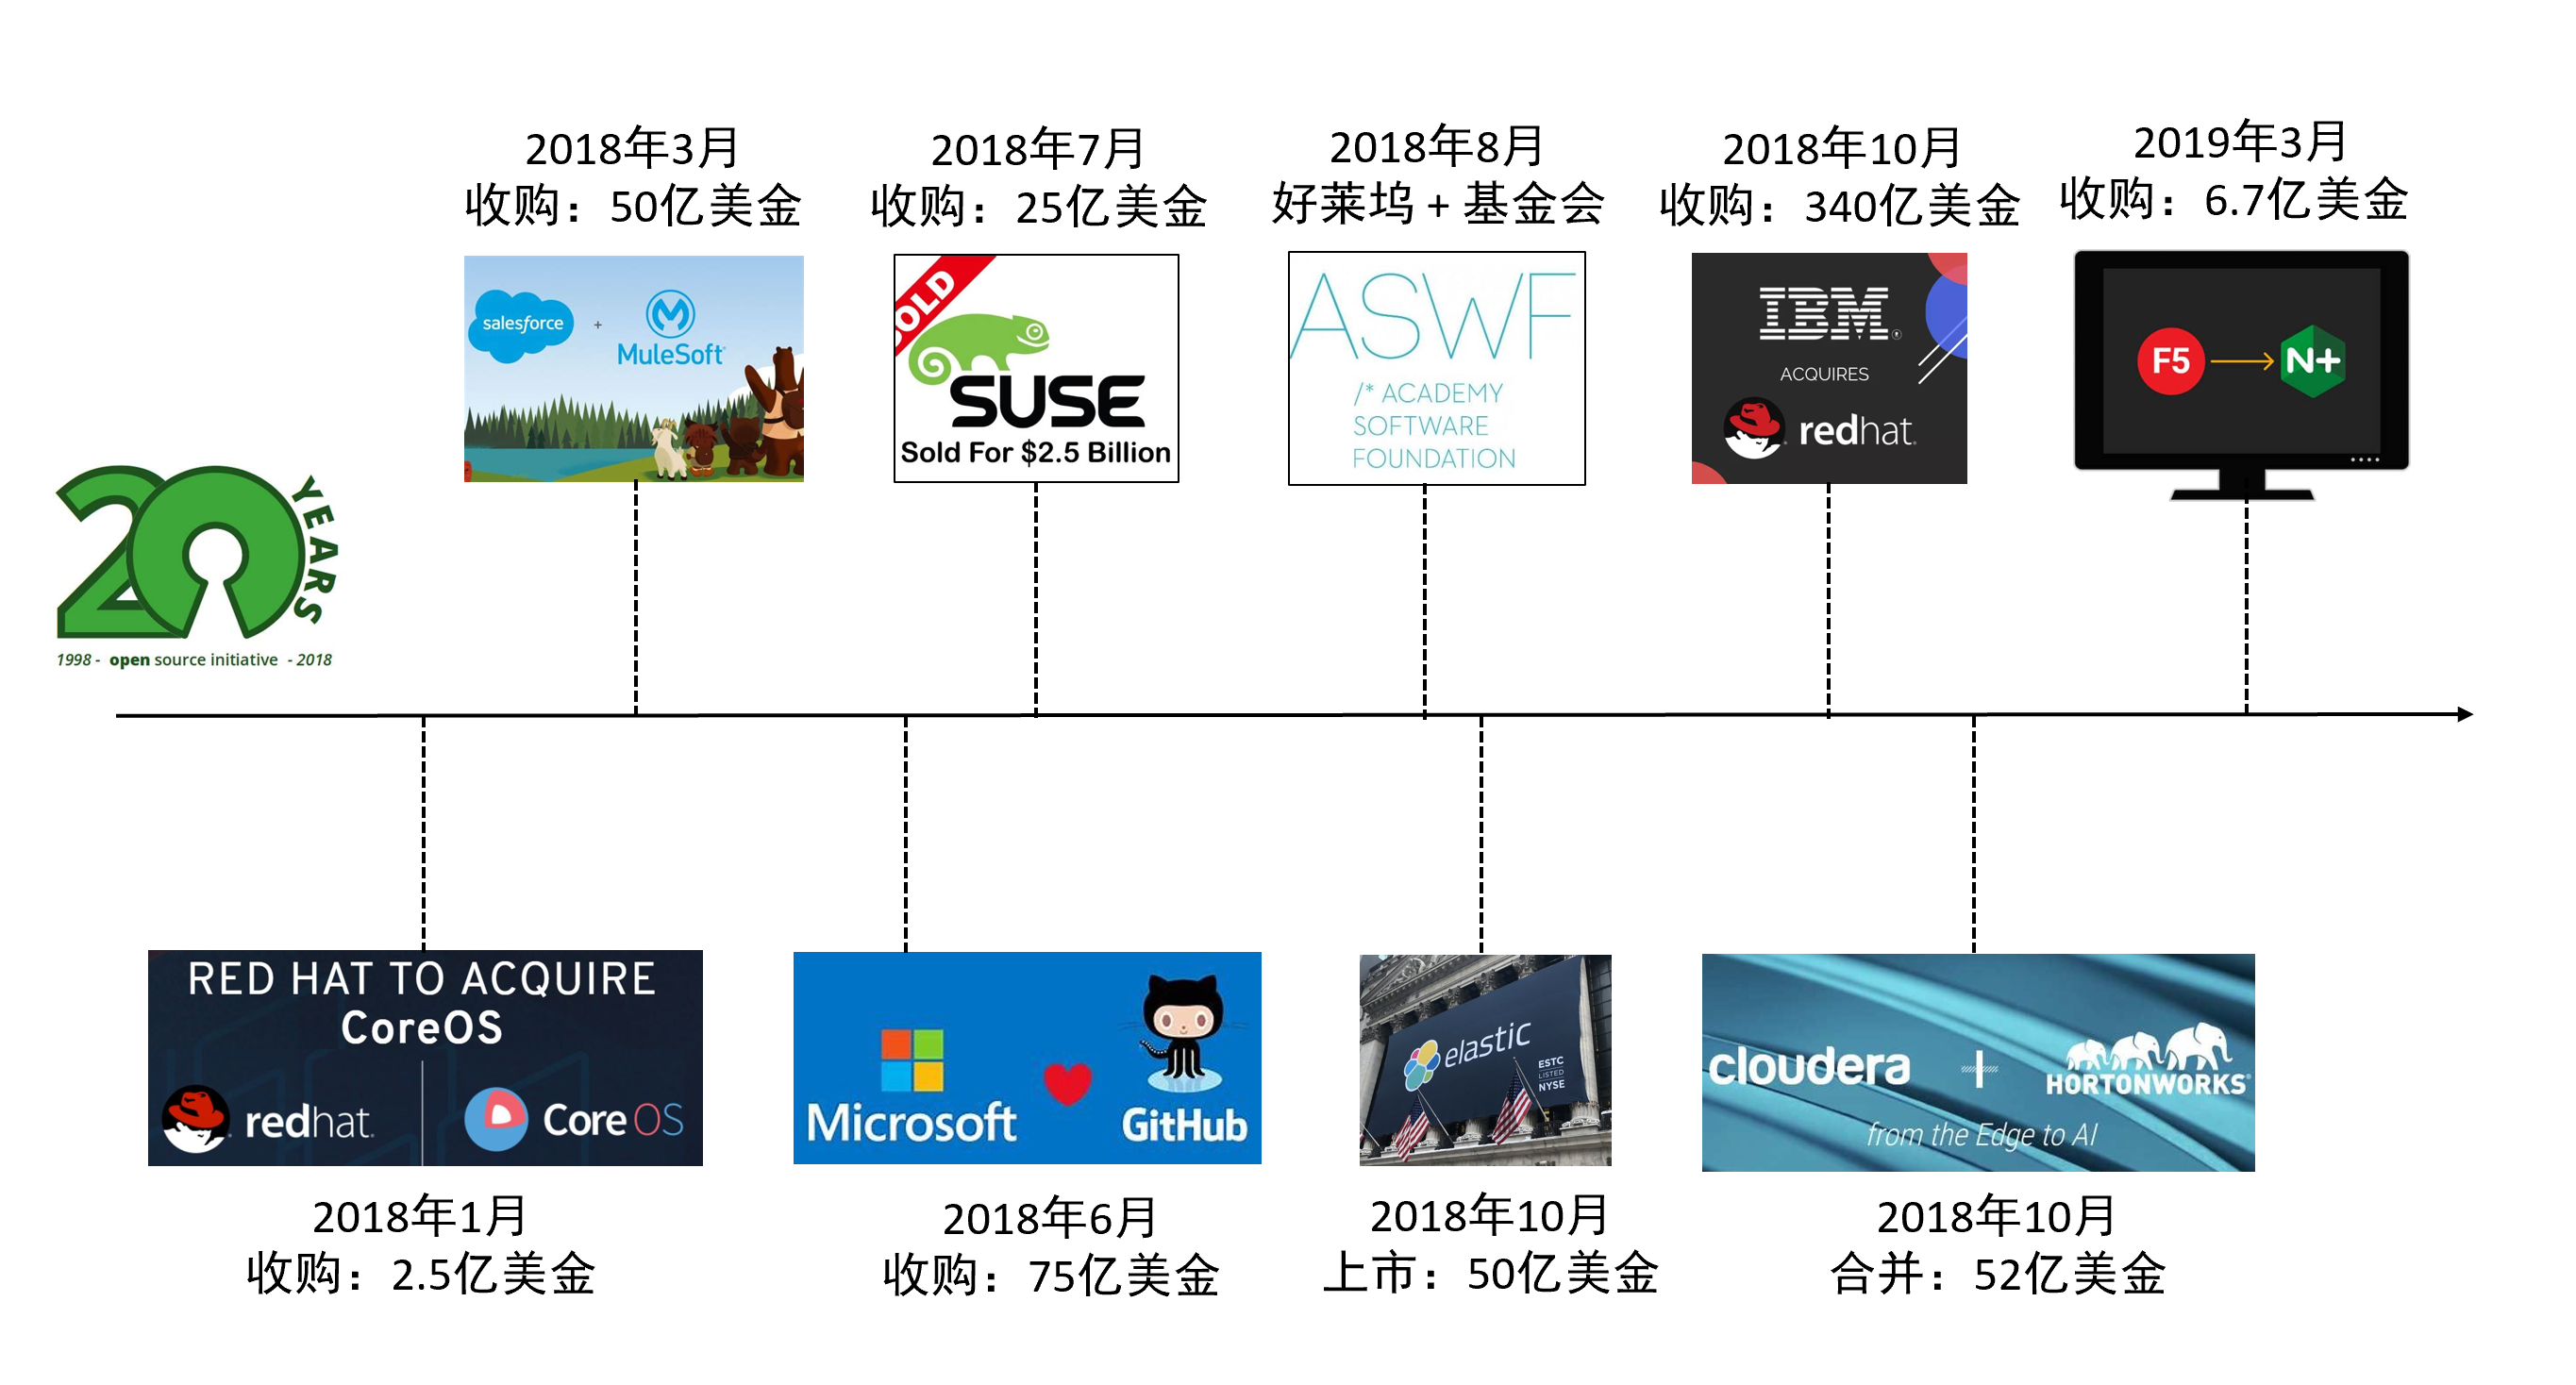 2018年3月
收购：50亿美金
salesforce + MuleSoft
2018年7月
收购：25亿美金
SOLD
SUSE
Sold For $2.5 Billion
2018年8月
好莱坞 + 基金会
ASWF
/* ACADEMY
SOFTWARE
FOUNDATION
2018年10月
收购：340亿美金
IBM
ACQUIRES
redhat.
2019年3月
收购：6.7亿美金
F5 N+
20 YEARS
1998 - open source initiative - 2018
RED HAT TO ACQUIRE
CoreOS
redhat. CoreOS
2018年1月
收购：2.5亿美金
Microsoft GitHub
2018年6月
收购：75亿美金
elastic
ESTC
LISTED
NYSE
2018年10月
上市：50亿美金
cloudera + HORTONWORKS
from the Edge to AI
2018年10月
合并：52亿美金